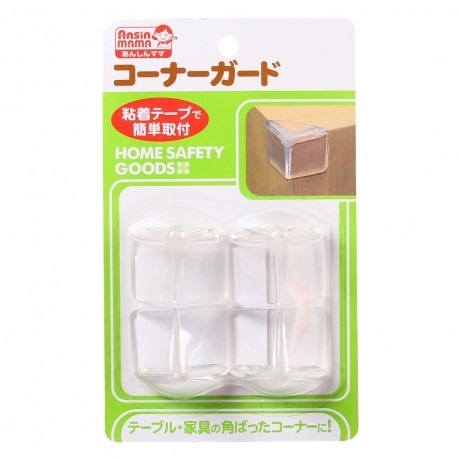 Ansin
mama
あんしんママ
コーナーガード
粘着テープで
簡単取付
HOME SAFETY
GOODS
テーブル・家具の角ばったコーナーに!